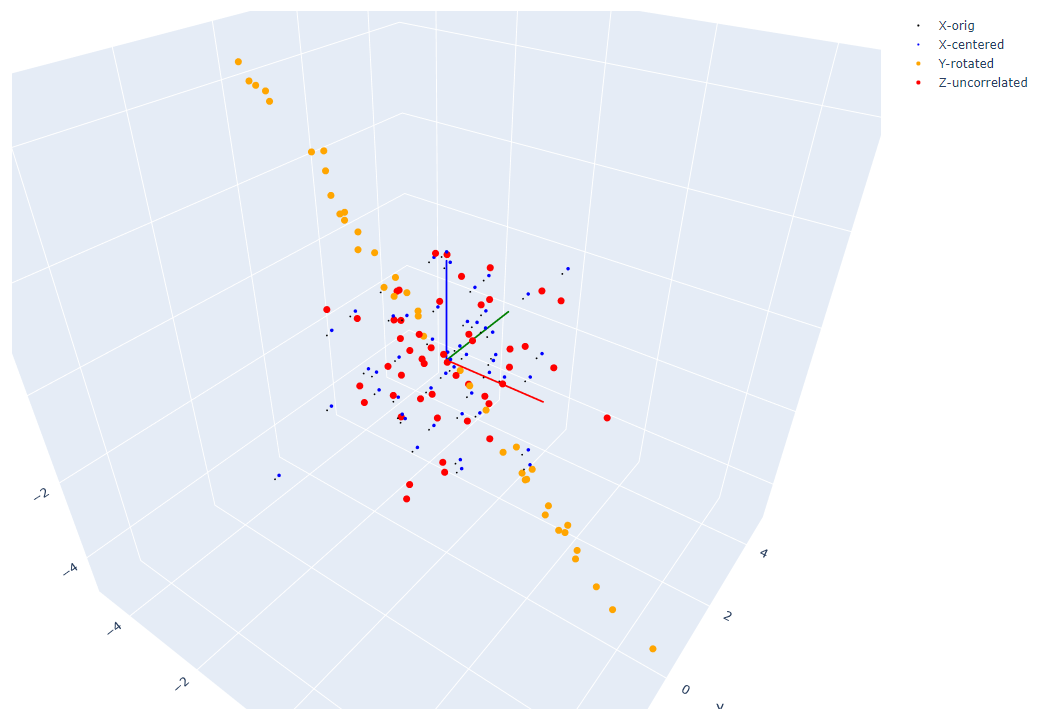 X-orig
X-centered
Y-rotated
Z-uncorrelated
−2
−4
−4
−2
4
2
0